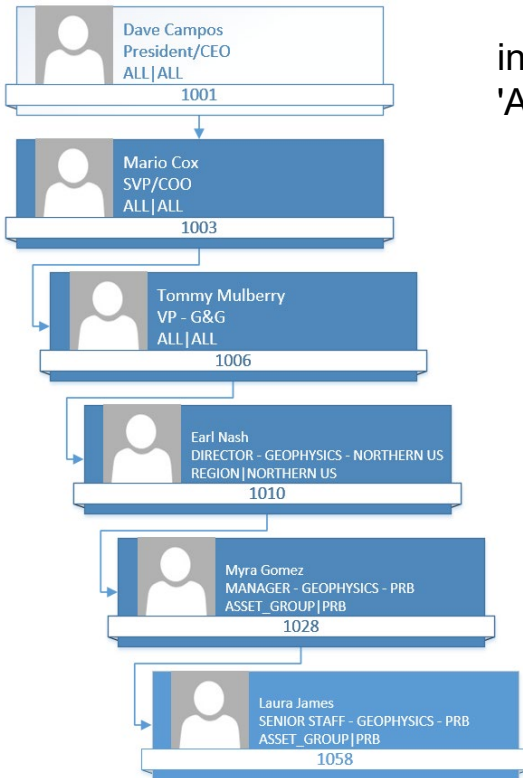 Dave Campos
President/CEO
ALL|ALL
1001
in
'A
Mario Cox
SVP/COO
ALL|ALL
1003
Tommy Mulberry
VP - G&G
ALL|ALL
1006
Earl Nash
DIRECTOR - GEOPHYSICS - NORTHERN US
REGION|NORTHERN US
1010
Myra Gomez
MANAGER - GEOPHYSICS - PRB
ASSET_GROUP|PRB
1028
Laura James
SENIOR STAFF - GEOPHYSICS - PRB
ASSET_GROUP|PRB
1058